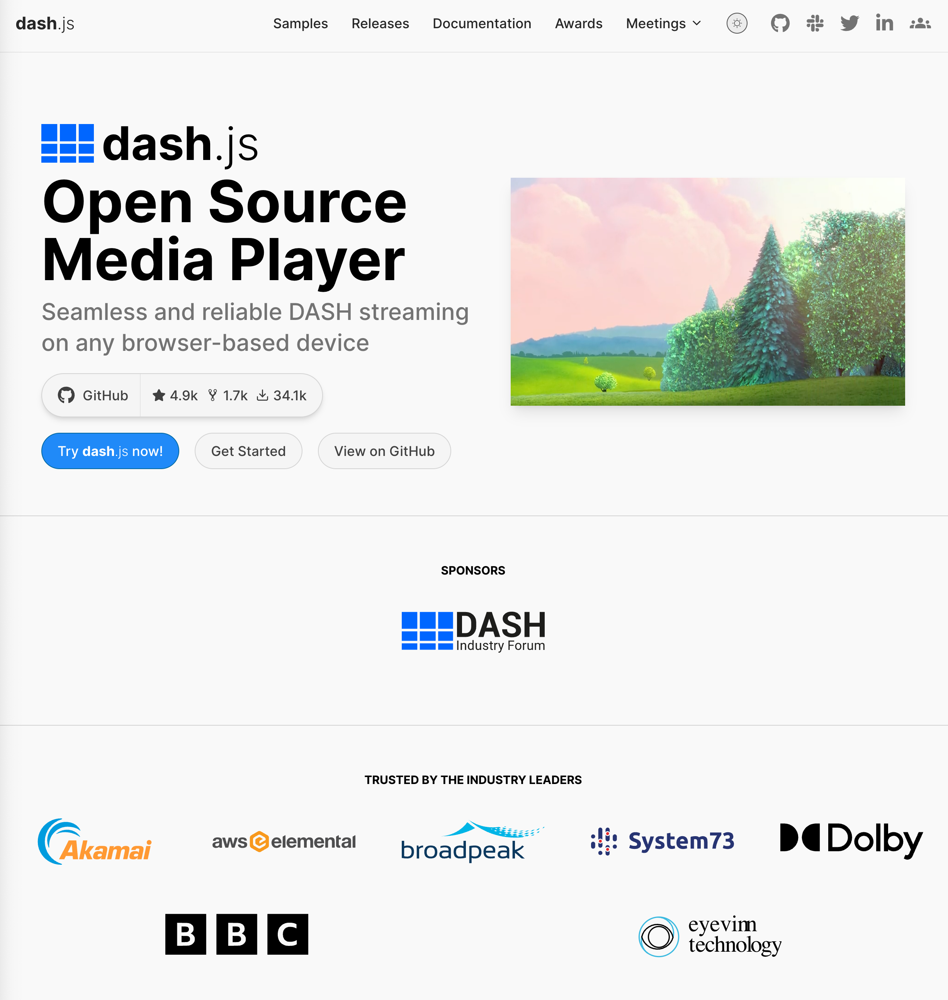 dash.js
Samples Releases Documentation Awards Meetings
dash.js
Open Source
Media Player
Seamless and reliable DASH streaming
on any browser-based device
GitHub 4.9k 1.7k 34.1k
Try dash.js now! Get Started View on GitHub
SPONSORS
DASH
Industry Forum
TRUSTED BY THE INDUSTRY LEADERS
Akamai
aws elemental
broadpeak
System73
Dolby
BBC
eyevinn
technology